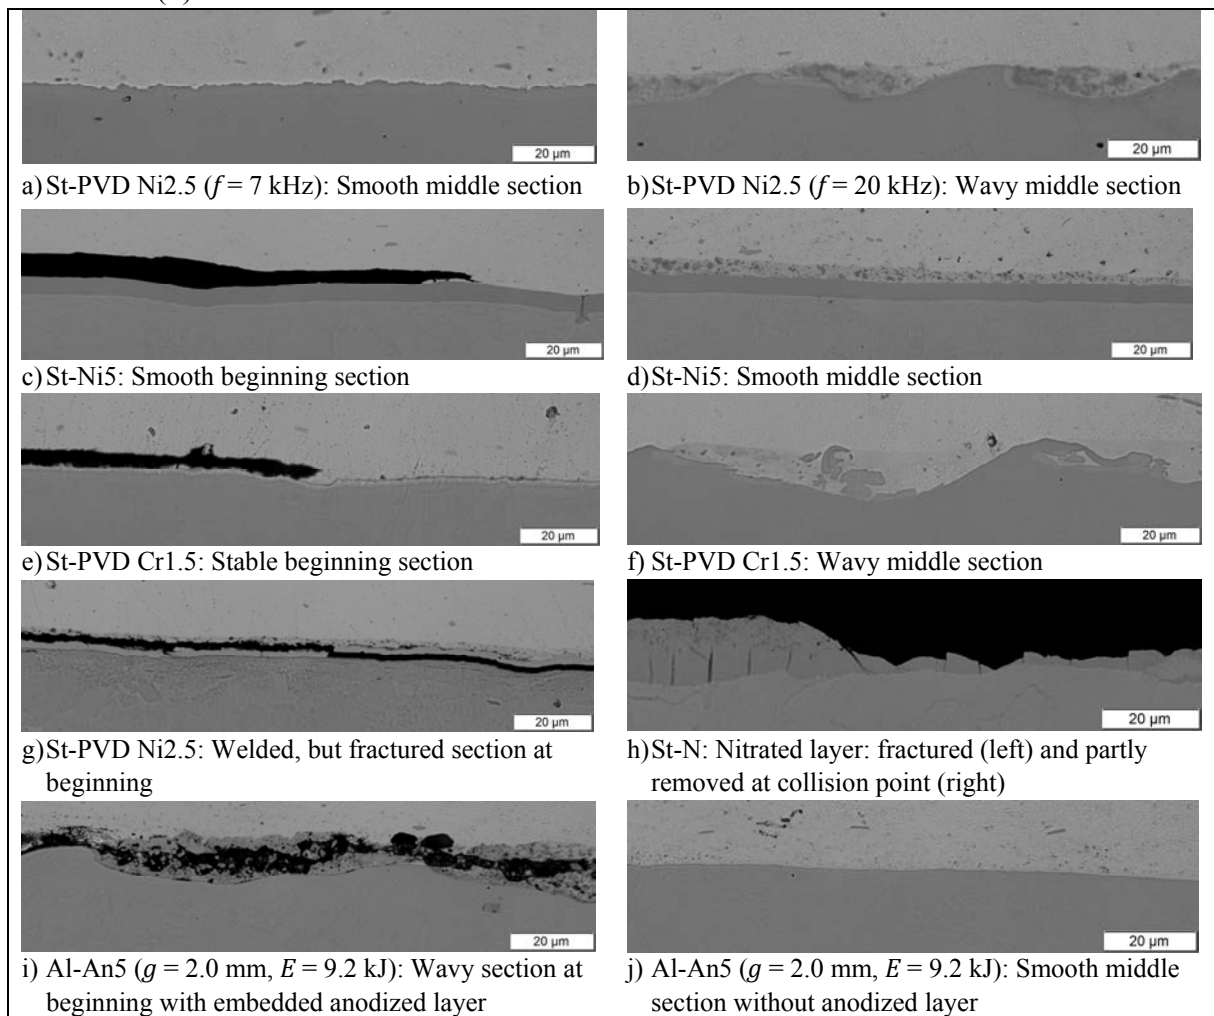 20 µm
20 µm
a) St-PVD Ni2.5 (f = 7 kHz): Smooth middle section
b) St-PVD Ni2.5 (f = 20 kHz): Wavy middle section
20 µm
20 µm
c) St-Ni5: Smooth beginning section
d) St-Ni5: Smooth middle section
20 µm
20 µm
e) St-PVD Cr1.5: Stable beginning section
f) St-PVD Cr1.5: Wavy middle section
20 µm
20 µm
g) St-PVD Ni2.5: Welded, but fractured section at
beginning
h) St-N: Nitrated layer: fractured (left) and partly
removed at collision point (right)
20 µm
20 µm
i) Al-An5 (g = 2.0 mm, E = 9.2 kJ): Wavy section at
beginning with embedded anodized layer
j) Al-An5 (g = 2.0 mm, E = 9.2 kJ): Smooth middle
section without anodized layer